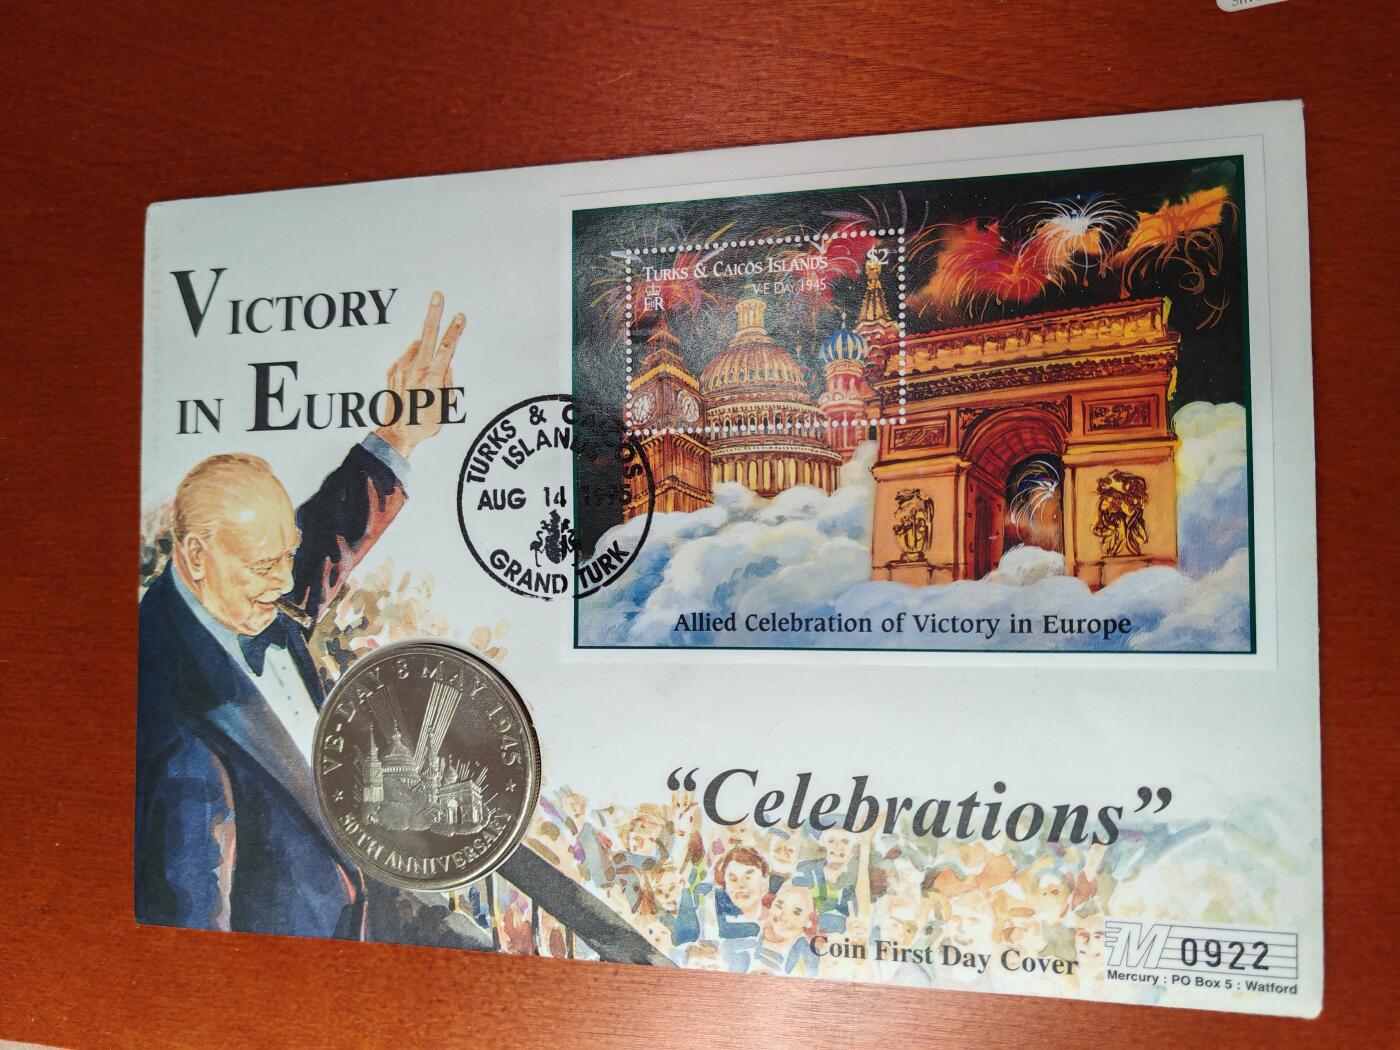 VICTORY
IN EUROPE
TURKS & CAICOS ISLANDS
$2
V-E DAY, 1945
E R
TURKS & CAICOS
ISLANDS
AUG 14
GRAND TURK
Allied Celebration of Victory in Europe
VE-DAY 8 MAY 1945
50TH ANNIVERSARY
"Celebrations"
Coin First Day Cover
M 0922
Mercury : PO Box 5 : Watford